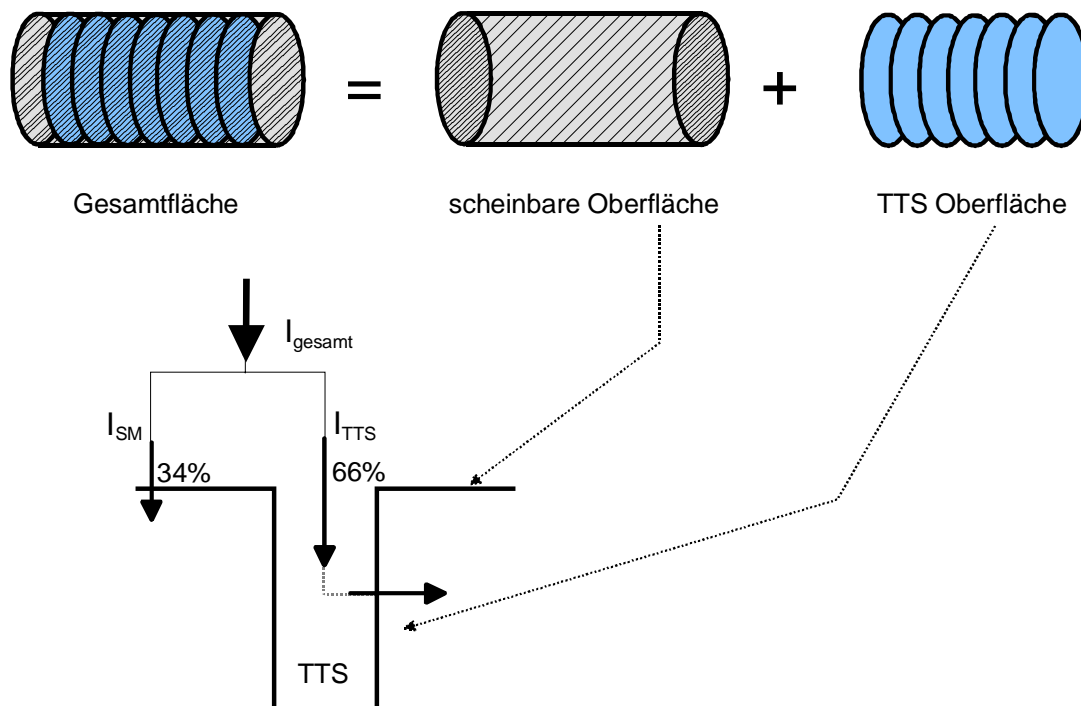 = +
Gesamtfläche scheinbare Oberfläche TTS Oberfläche
I_gesamt
I_SM I_TTS
34% 66%
TTS